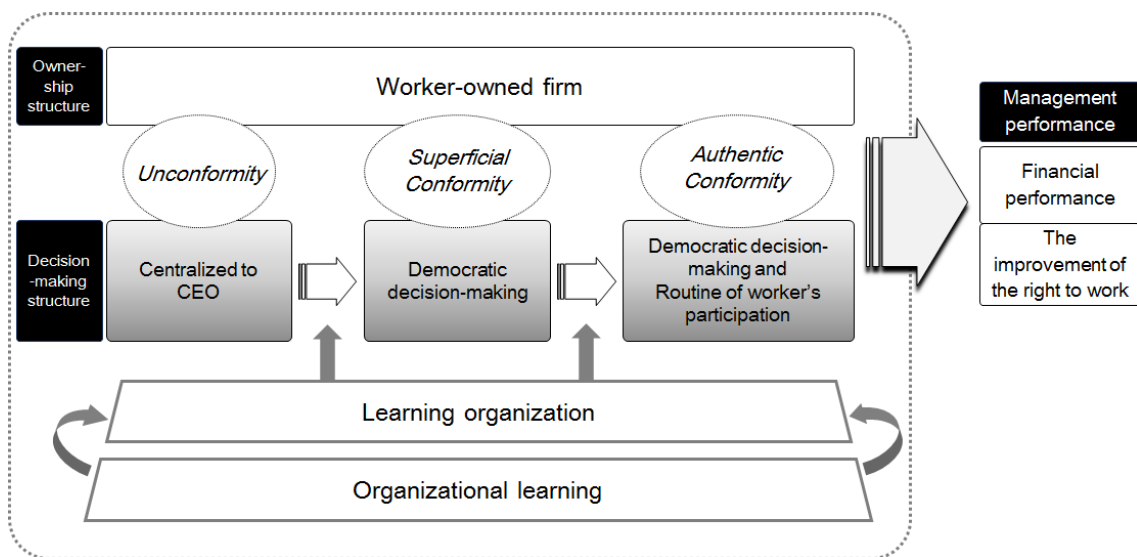 Owner-
ship
structure
Worker-owned firm
Unconformity
Superficial
Conformity
Authentic
Conformity
Decision
-making
structure
Centralized to
CEO
Democratic
decision-making
Democratic decision-
making and
Routine of worker’s
participation
Learning organization
Organizational learning
Management
performance
Financial
performance
The
improvement of
the right to work